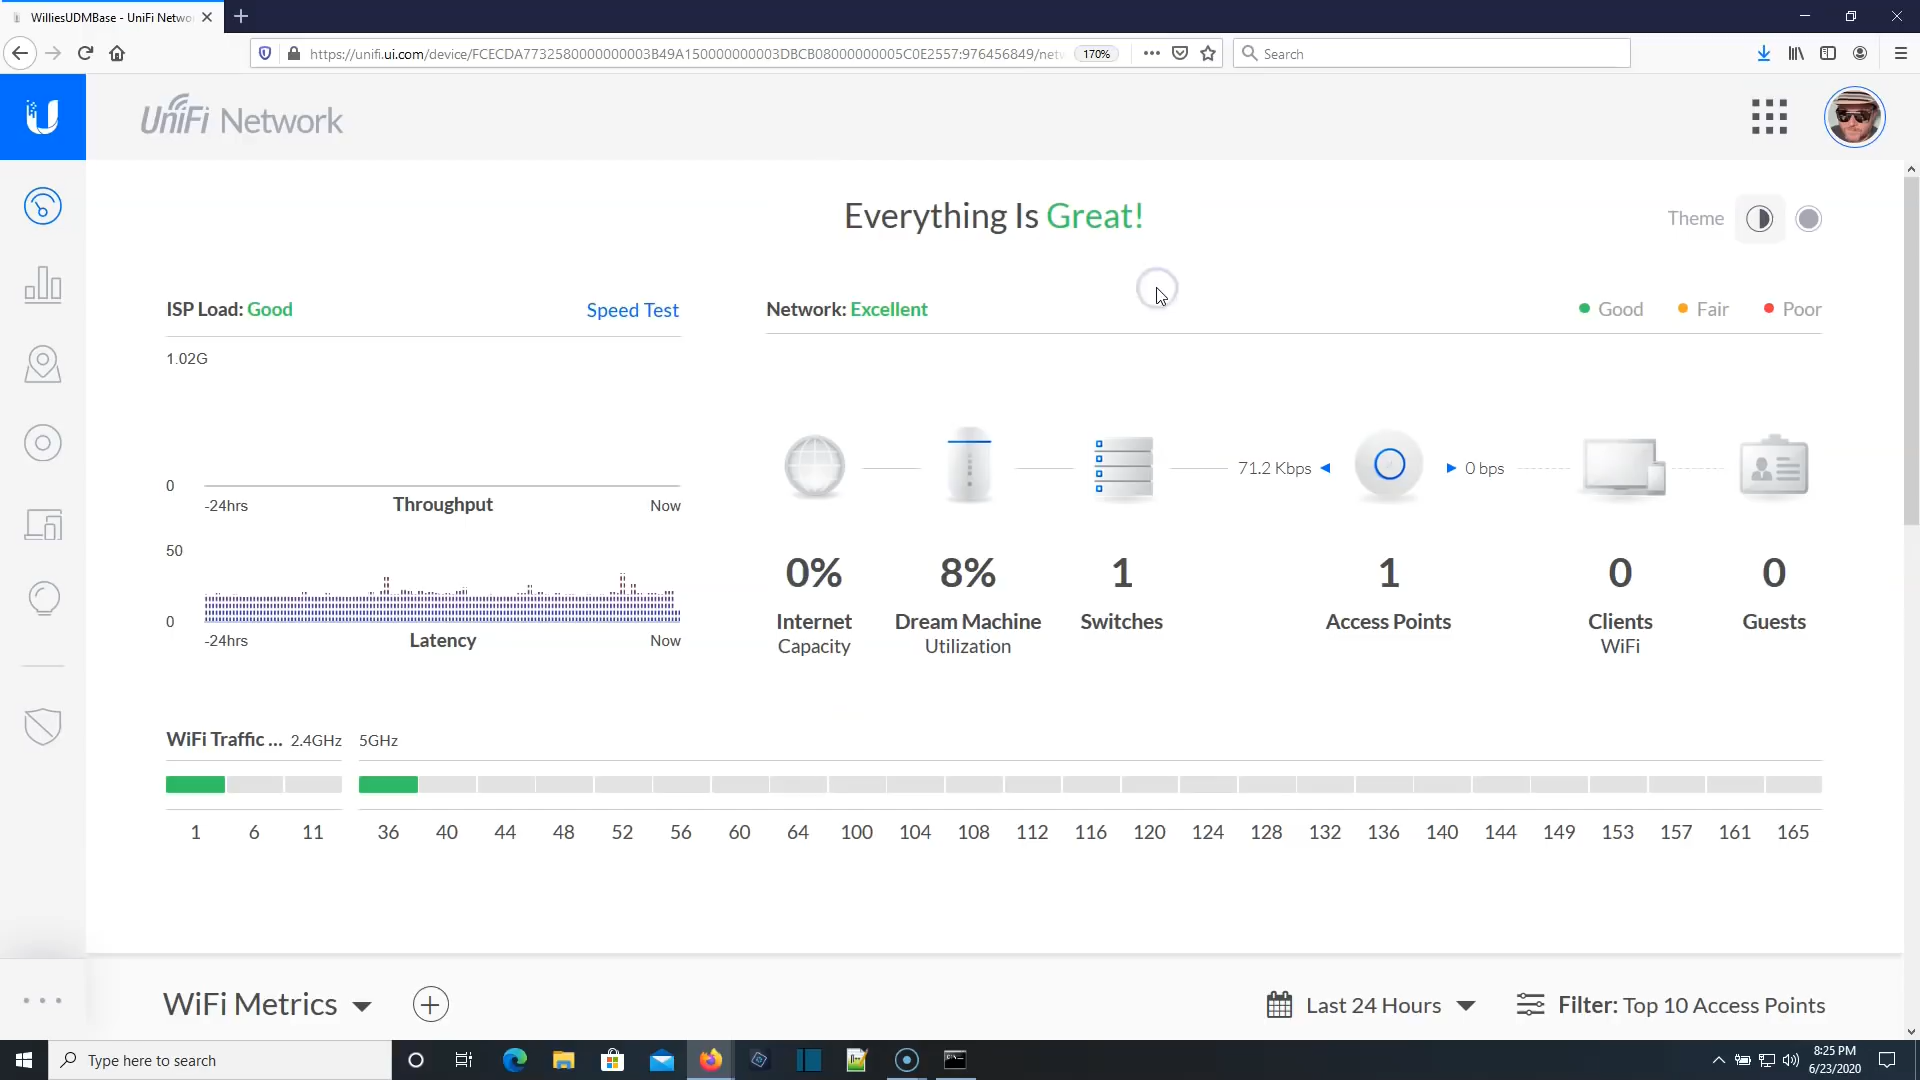 WilliesUDMBase - UniFi Netwo
https://unifi.ui.com/device/FCECDA7732580000000003B49A150000000003DBCB08000000005C0E2557:976456849/netw
170%
Search
UniFi Network
Everything Is Great!
Theme
ISP Load: Good
Speed Test
Network: Excellent
Good
Fair
Poor
1.02G
0
-24hrs
Throughput
Now
50
0
-24hrs
Latency
Now
71.2 Kbps
0 bps
0%
Internet
Capacity
8%
Dream Machine
Utilization
1
Switches
1
Access Points
0
Clients
WiFi
0
Guests
WiFi Traffic ... 2.4GHz 5GHz
1 6 11 36 40 44 48 52 56 60 64 100 104 108 112 116 120 124 128 132 136 140 144 149 153 157 161 165
WiFi Metrics
Last 24 Hours
Filter: Top 10 Access Points
Type here to search
8:25 PM
6/23/2020